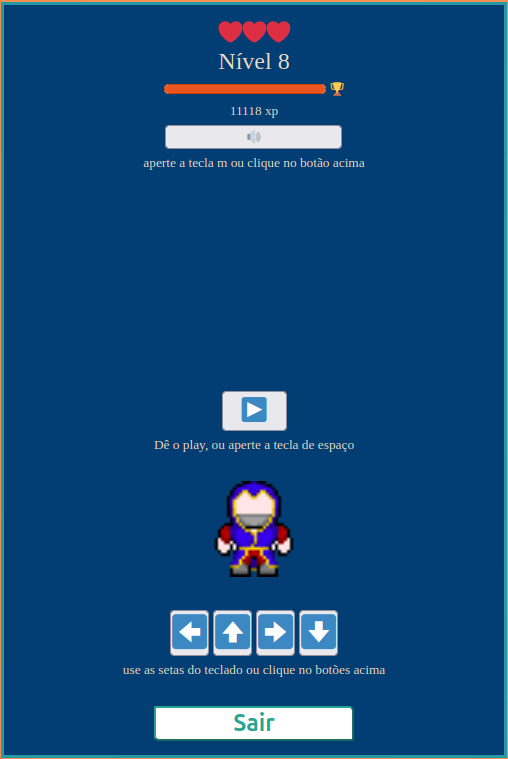 Nível 8
11118 xp
aperte a tecla m ou clique no botão acima
Dê o play, ou aperte a tecla de espaço
use as setas do teclado ou clique no botões acima
Sair